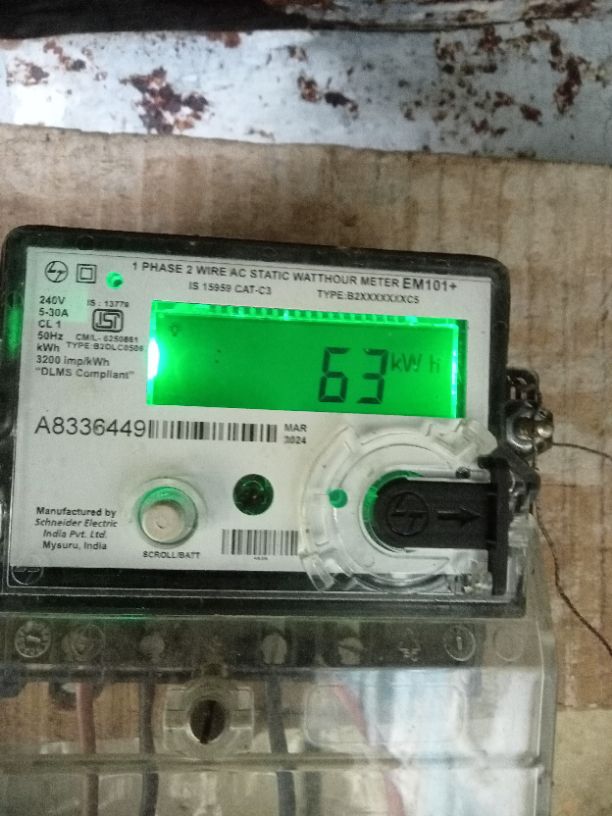 1 PHASE 2 WIRE AC STATIC WATTHOUR METER EM101+
IS 15959 CAT-C3 TYPE:B2XXXXXXXC5
240V
5-30A
CL 1
50Hz
kWh
3200 imp/kWh
"DLMS Compliant"
IS : 13779
ISI
CM/L- 6250861
TYPE:B2DLC0506
63 kWh
A8336449
MAR
2024
Manufactured by
Schneider Electric
India Pvt. Ltd.
Mysuru, India
SCROLL/BATT